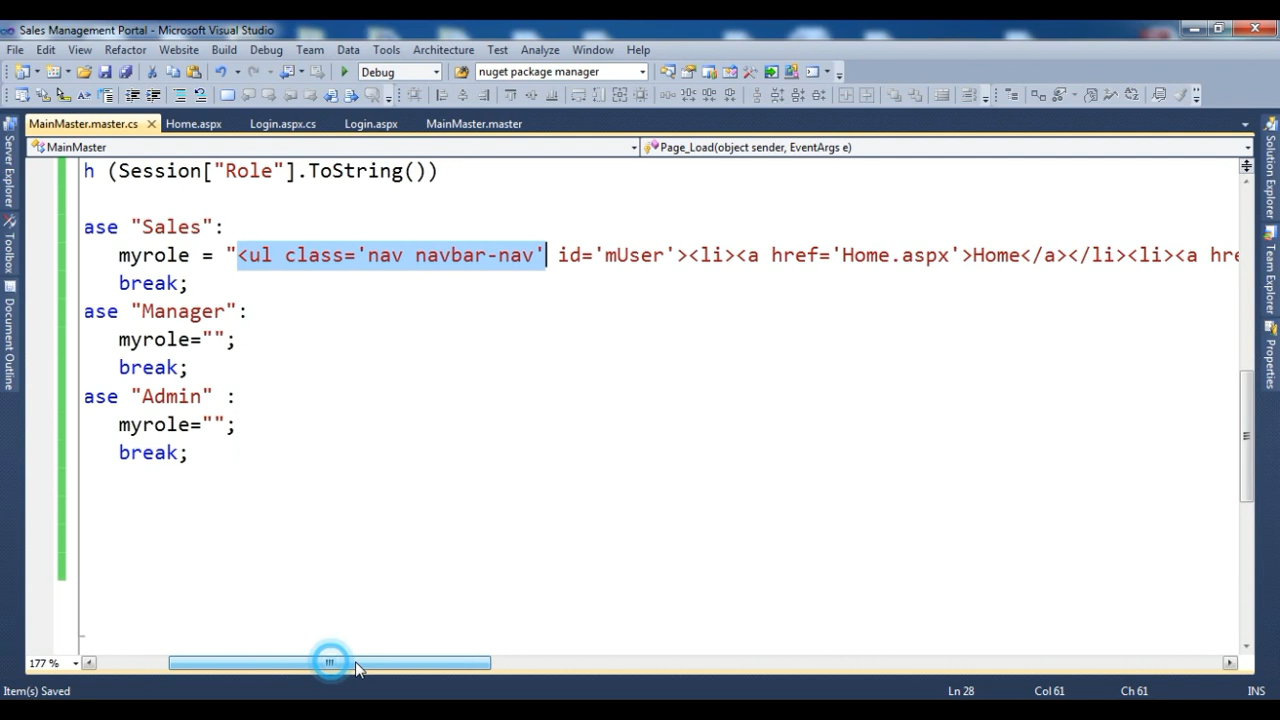 Sales Management Portal - Microsoft Visual Studio
File Edit View Refactor Website Build Debug Team Data Tools Architecture Test Analyze Window Help
Debug nuget package manager
MainMaster.master.cs Home.aspx Login.aspx.cs Login.aspx MainMaster.master
MainMaster Page_Load(object sender, EventArgs e)
h (Session["Role"].ToString())
ase "Sales":
myrole = "<ul class='nav navbar-nav' id='mUser'><li><a href='Home.aspx'>Home</a></li><li><a hre
break;
ase "Manager":
myrole="";
break;
ase "Admin" :
myrole="";
break;
177 %
Item(s) Saved Ln 28 Col 61 Ch 61 INS
Server Explorer
Toolbox
Document Outline
Solution Explorer
Team Explorer
Properties